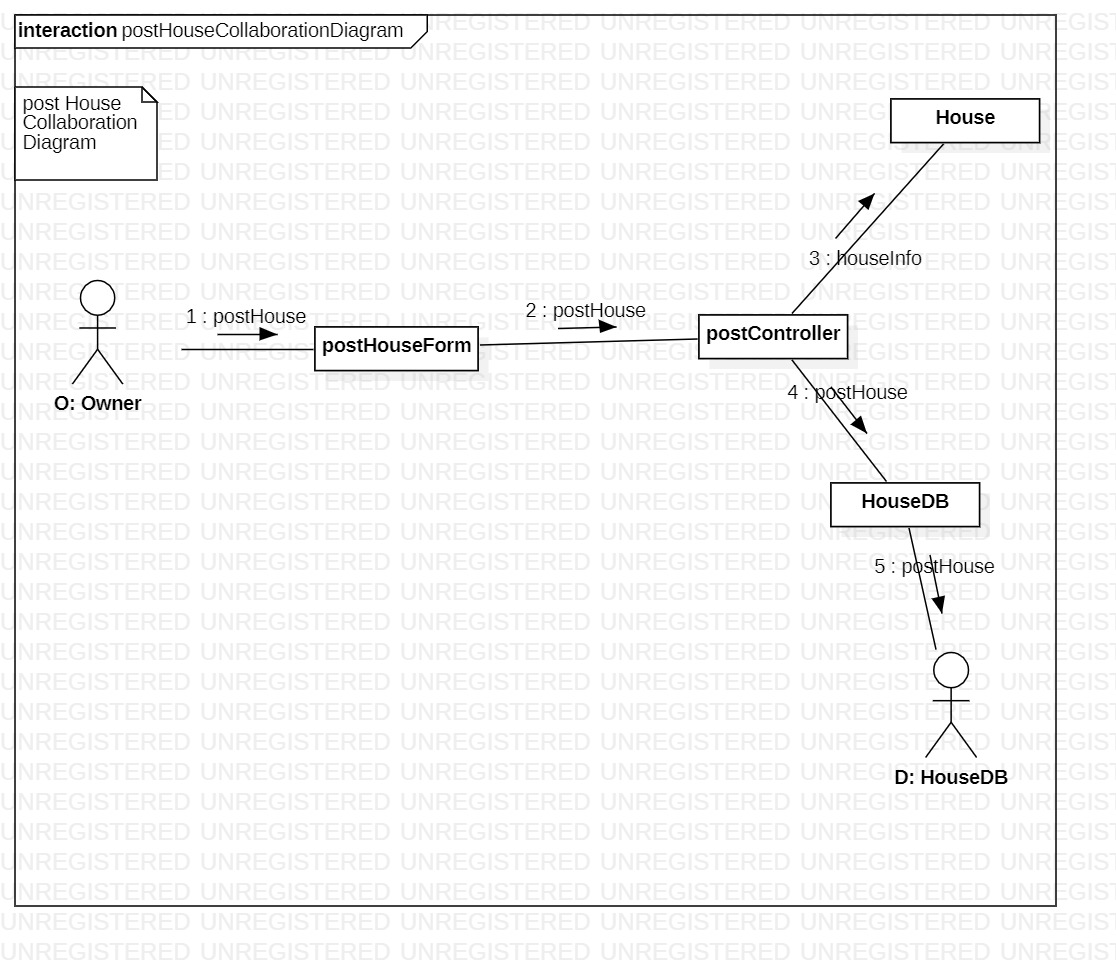 interaction postHouseCollaborationDiagram
post House
Collaboration
Diagram
House
3 : houseInfo
1 : postHouse
2 : postHouse
postHouseForm
postController
O: Owner
4 : postHouse
HouseDB
5 : postHouse
D: HouseDB
UNREGISTERED